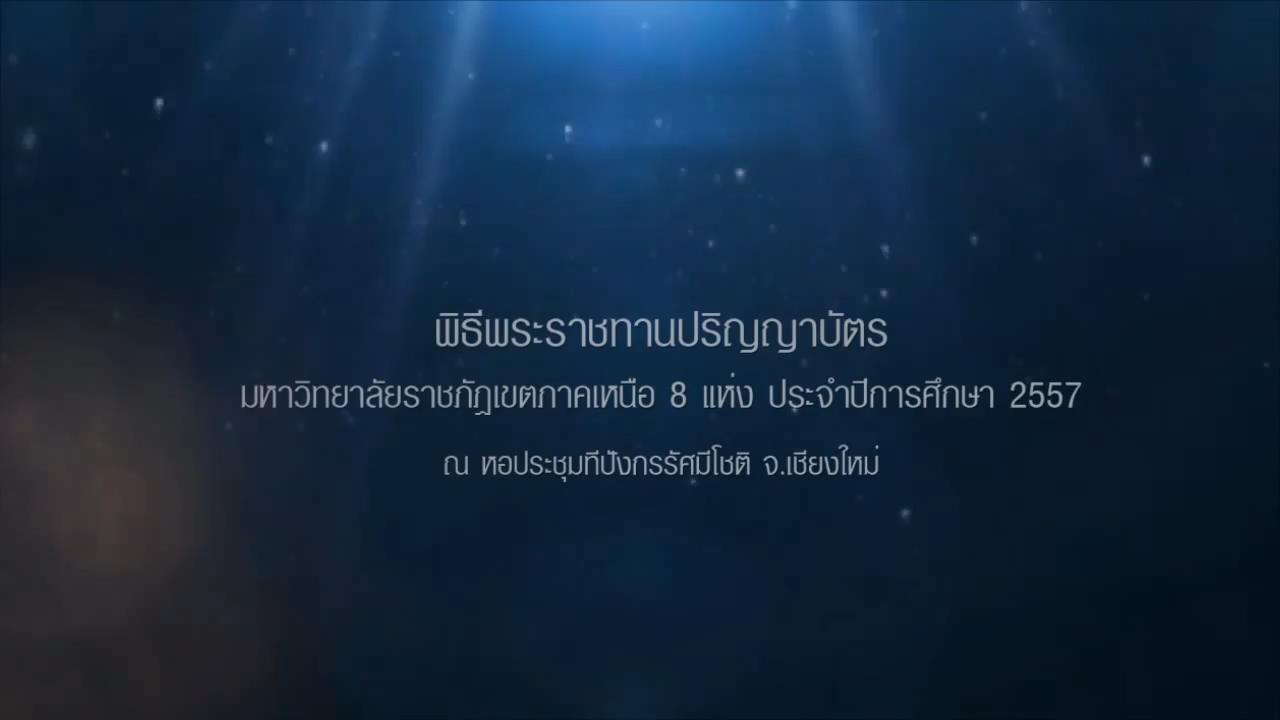 พิธีพระราชทานปริญญาบัตร
มหาวิทยาลัยราชภัฏเขตภาคเหนือ 8 แห่ง ประจำปีการศึกษา 2557
ณ หอประชุมทีปังกรรัศมีโชติ จ.เชียงใหม่